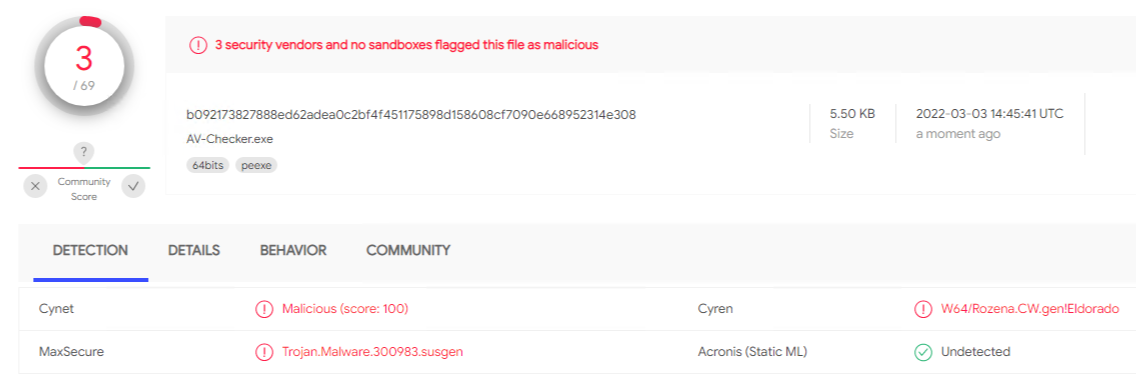 3
/ 69
?
Community
Score
3 security vendors and no sandboxes flagged this file as malicious
b092173827888ed62adea0c2bf4f451175898d158608cf7090e668952314e308
AV-Checker.exe
64bits peexe
5.50 KB
Size
2022-03-03 14:45:41 UTC
a moment ago
DETECTION DETAILS BEHAVIOR COMMUNITY
Cynet Malicious (score: 100) Cyren W64/Rozena.CW.gen!Eldorado
MaxSecure Trojan.Malware.300983.susgen Acronis (Static ML) Undetected